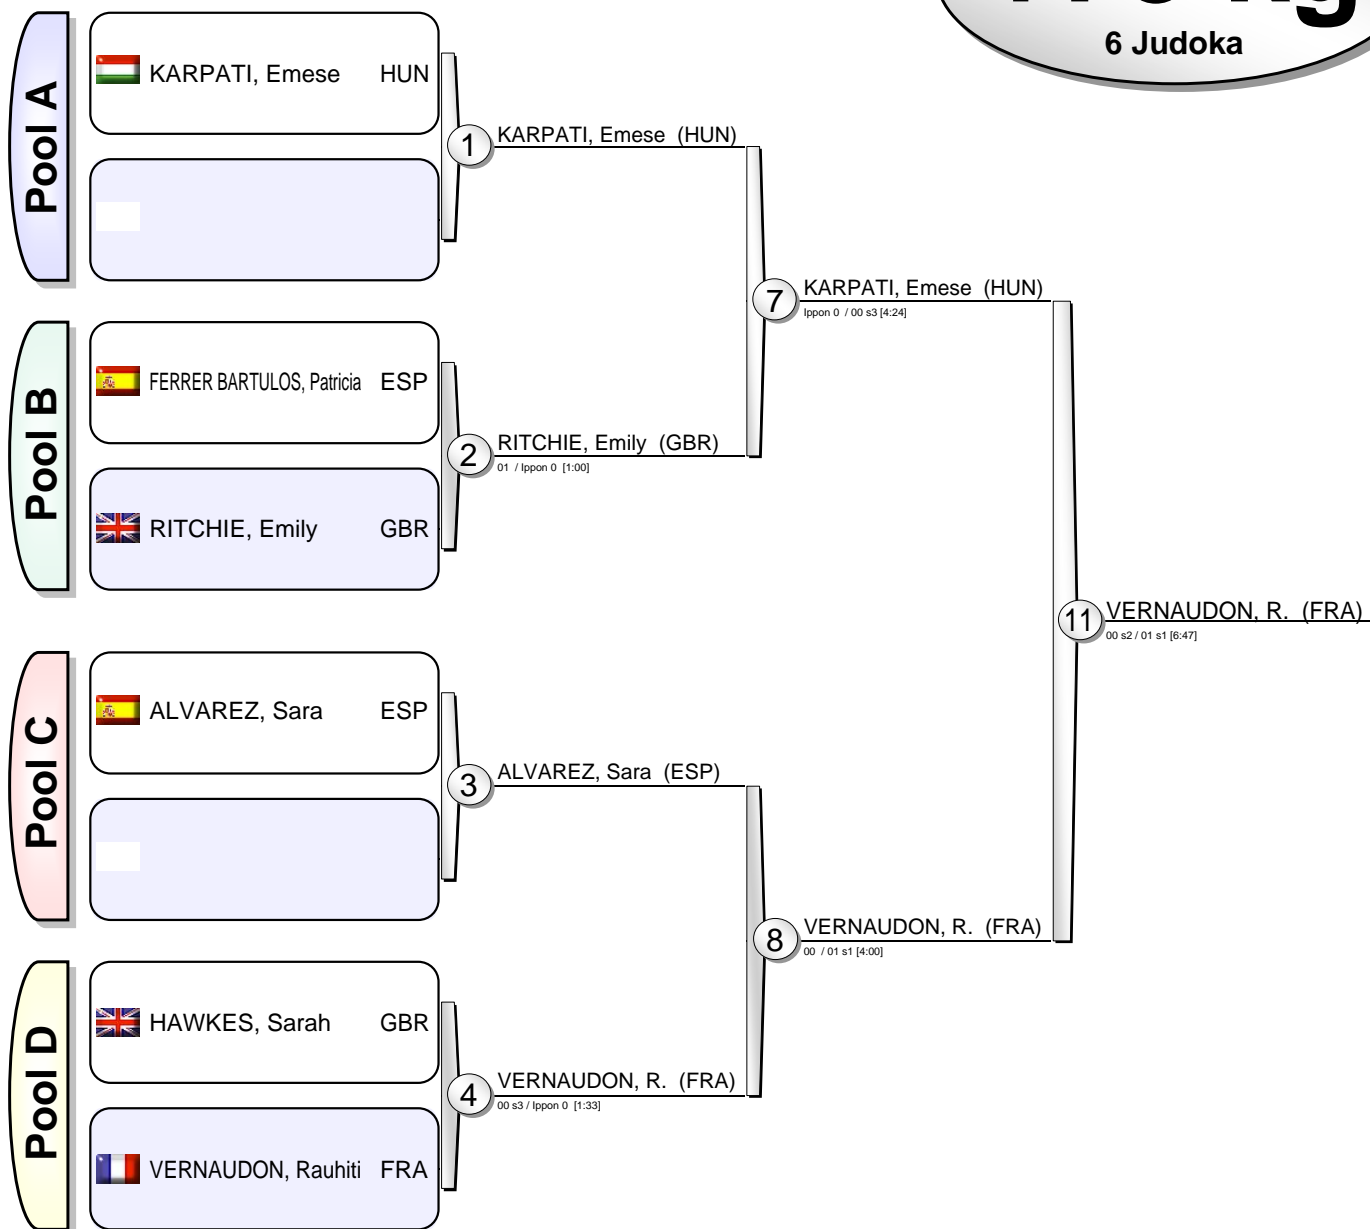 6 Judoka
Pool A
KARPATI, Emese HUN
1 KARPATI, Emese (HUN)
7 KARPATI, Emese (HUN)
Ippon 0 / 00 s3 [4:24]
Pool B
FERRER BARTULOS, Patricia ESP
2 RITCHIE, Emily (GBR)
01 / Ippon 0 [1:00]
RITCHIE, Emily GBR
11 VERNAUDON, R. (FRA)
00 s2 / 01 s1 [6:47]
Pool C
ALVAREZ, Sara ESP
3 ALVAREZ, Sara (ESP)
8 VERNAUDON, R. (FRA)
00 / 01 s1 [4:00]
Pool D
HAWKES, Sarah GBR
4 VERNAUDON, R. (FRA)
00 s3 / Ippon 0 [1:33]
VERNAUDON, Rauhiti FRA